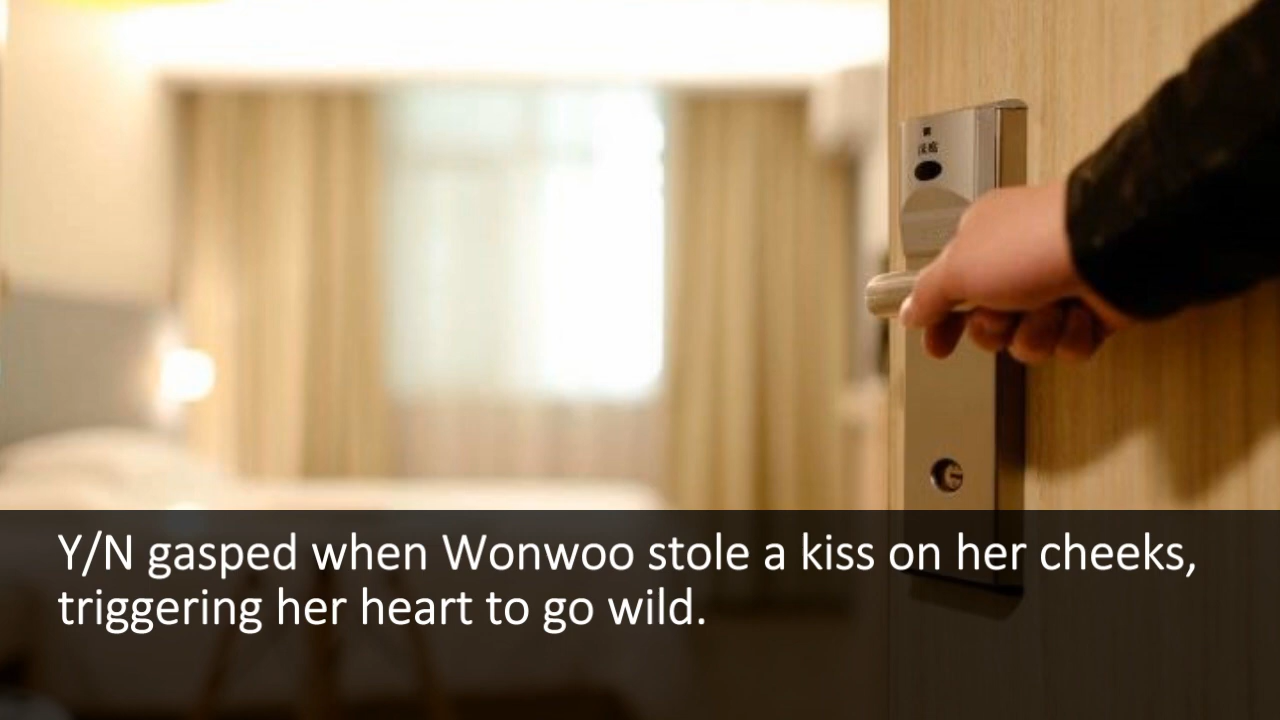 Y/N gasped when Wonwoo stole a kiss on her cheeks,
triggering her heart to go wild.